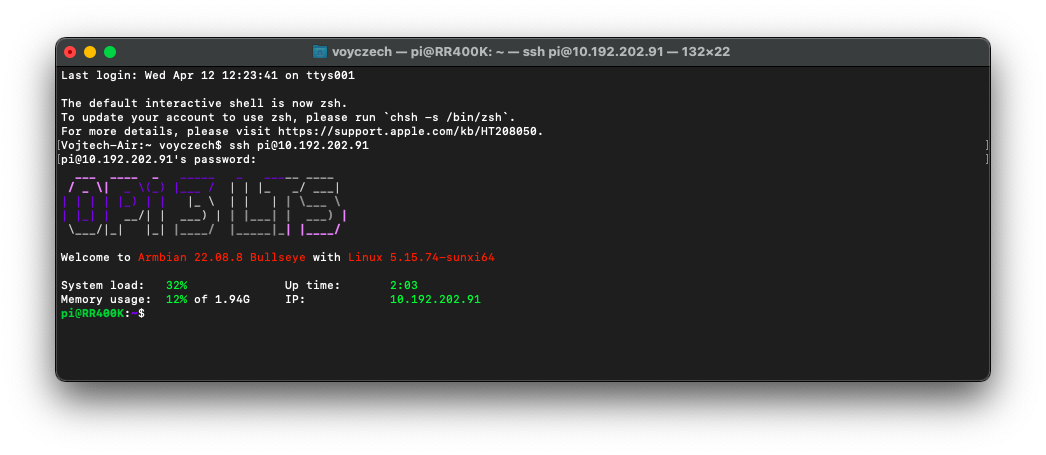 voyczech — pi@RR400K: ~ — ssh pi@10.192.202.91 — 132×22
Last login: Wed Apr 12 12:23:41 on ttys001
The default interactive shell is now zsh.
To update your account to use zsh, please run `chsh -s /bin/zsh`.
For more details, please visit https://support.apple.com/kb/HT208050.
[Vojtech-Air:~ voyczech$ ssh pi@10.192.202.91 ]
[pi@10.192.202.91's password: ]
OPi3 LTS
Welcome to Armbian 22.08.8 Bullseye with Linux 5.15.74-sunxi64
System load: 32% Up time: 2:03
Memory usage: 12% of 1.94G IP: 10.192.202.91
pi@RR400K:~$